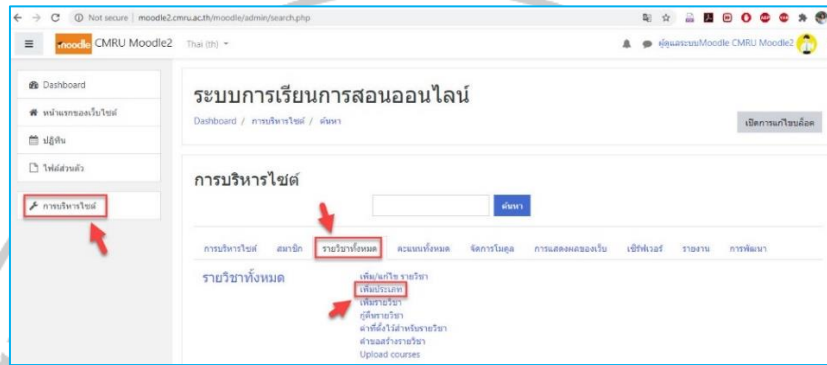 Not secure | moodle2.cmru.ac.th/moodle/admin/search.php
moodle CMRU Moodle2 Thai (th)
ผู้ดูแลระบบMoodle CMRU Moodle2
Dashboard
หน้าแรกของเว็บไซต์
ปฏิทิน
ไฟล์ส่วนตัว
การบริหารไซต์
ระบบการเรียนการสอนออนไลน์
Dashboard / การบริหารไซต์ / ค้นหา
เปิดการแก้ไขบล็อค
การบริหารไซต์
ค้นหา
การบริหารไซต์ สมาชิก รายวิชาทั้งหมด คะแนนทั้งหมด จัดการโมดูล การแสดงผลของเว็บ เซิร์ฟเวอร์ รายงาน การพัฒนา
รายวิชาทั้งหมด
เพิ่ม/แก้ไข รายวิชา
เพิ่มประเภท
เพิ่มรายวิชา
กู้คืนรายวิชา
ค่าที่ตั้งไว้สำหรับรายวิชา
คำขอสร้างรายวิชา
Upload courses